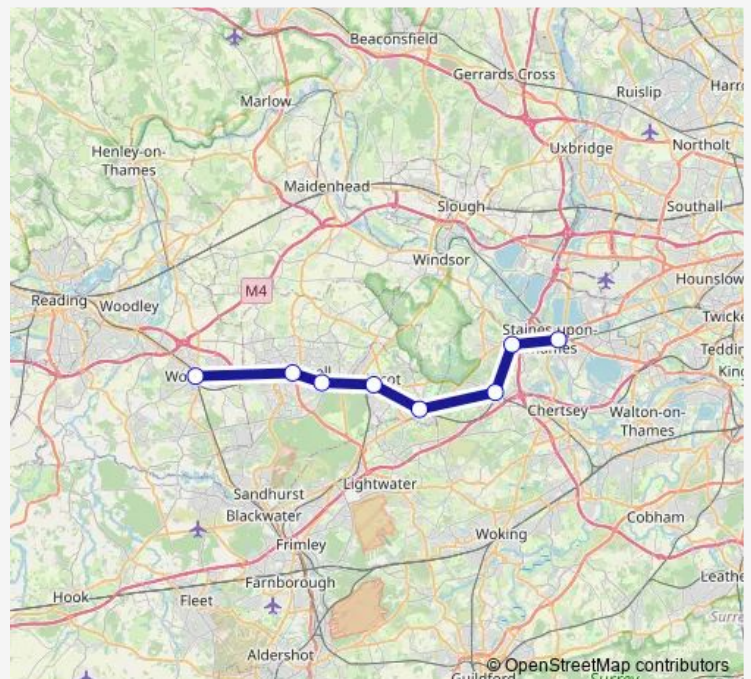 Beaconsfield
Gerrards Cross
Ruislip
Marlow
Uxbridge
Northolt
Henley-on-
Thames
Maidenhead
Slough
Southall
Windsor
M4
Reading
Woodley
Hounslow
Staines-upon-
Chertsey
Walton-on-
Thames
Lightwater
Sandhurst
Blackwater
Woking
Cobham
Frimley
Farnborough
Hook
Fleet
Aldershot
© OpenStreetMap contributors